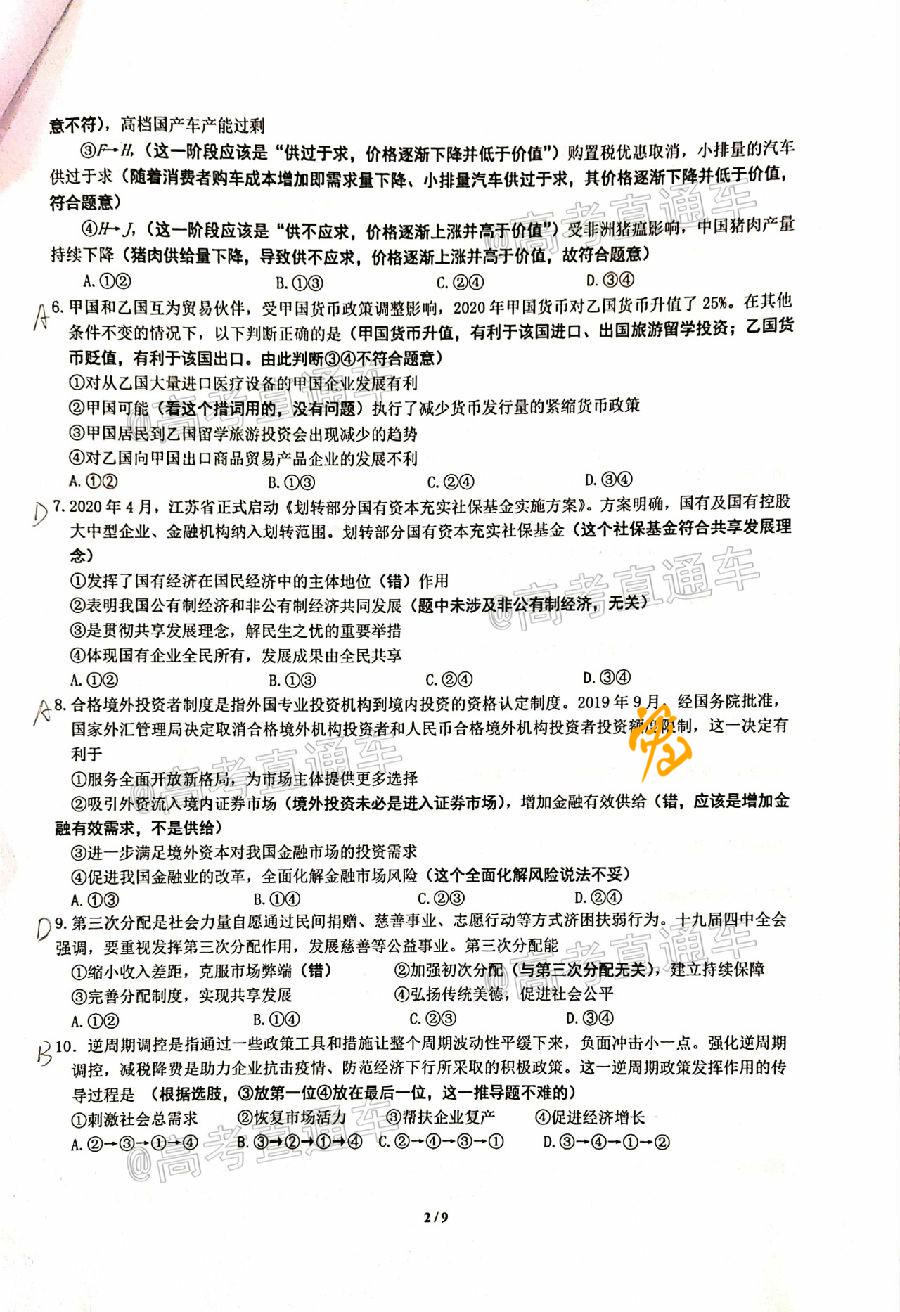 意不符)，高档国产车产能过剩
③F→H，(这一阶段应该是“供过于求，价格逐渐下降并低于价值”）购置税优惠取消，小排量的汽车
供过于求（随着消费者购车成本增加即需求量下降、小排量汽车供过于求，其价格逐渐下降并低于价值，
符合题意）
④H→J，(这一阶段应该是“供不应求，价格逐渐上涨并高于价值”）受非洲猪瘟影响，中国猪肉产量
持续下降（猪肉供给量下降，导致供不应求，价格逐渐上涨并高于价值，故符合题意）
A.①② B.①③ C.②④ D.③④
A 6.甲国和乙国互为贸易伙伴，受甲国货币政策调整影响，2020年甲国货币对乙国货币升值了25%。在其他
条件不变的情况下，以下判断正确的是（甲国货币升值，有利于该国进口、出国旅游留学投资；乙国货
币贬值，有利于该国出口。由此判断③④不符合题意）
①对从乙国大量进口医疗设备的甲国企业发展有利
②甲国可能（看这个措词用的，没有问题）执行了减少货币发行量的紧缩货币政策
③甲国居民到乙国留学旅游投资会出现减少的趋势
④对乙国向甲国出口商品贸易产品企业的发展不利
A.①② B.①③ C.②④ D.③④
D 7.2020年4月，江苏省正式启动《划转部分国有资本充实社保基金实施方案》。方案明确，国有及国有控股
大中型企业、金融机构纳入划转范围。划转部分国有资本充实社保基金（这个社保基金符合共享发展理
念）
①发挥了国有经济在国民经济中的主体地位（错）作用
②表明我国公有制经济和非公有制经济共同发展（题中未涉及非公有制经济，无关）
③是贯彻共享发展理念，解民生之忧的重要举措
④体现国有企业全民所有，发展成果由全民共享
A.①② B.①③ C.②④ D.③④
A 8.合格境外投资者制度是指外国专业投资机构到境内投资的资格认定制度。2019年9月，经国务院批准，
国家外汇管理局决定取消合格境外机构投资者和人民币合格境外机构投资者投资额度限制，这一决定有
利于
①服务全面开放新格局，为市场主体提供更多选择
②吸引外资流入境内证券市场（境外投资未必是进入证券市场)，增加金融有效供给（错，应该是增加金
融有效需求，不是供给）
③进一步满足境外资本对我国金融市场的投资需求
④促进我国金融业的改革，全面化解金融市场风险（这个全面化解风险说法不妥）
A.①③ B.①④ C.②③ D.②④
D 9.第三次分配是社会力量自愿通过民间捐赠、慈善事业、志愿行动等方式济困扶弱行为。十九届四中全会
强调，要重视发挥第三次分配作用，发展慈善等公益事业。第三次分配能
①缩小收入差距，克服市场弊端（错） ②加强初次分配（与第三次分配无关），建立持续保障
③完善分配制度，实现共享发展 ④弘扬传统美德，促进社会公平
A.①② B.①④ C.②③ D.③④
B 10.逆周期调控是指通过一些政策工具和措施让整个周期波动性平缓下来，负面冲击小一点。强化逆周期
调控，减税降费是助力企业抗击疫情、防范经济下行所采取的积极政策。这一逆周期政策发挥作用的传
导过程是 （根据选肢，③放第一位④放在最后一位，这一推导题不难的）
①刺激社会总需求 ②恢复市场活力 ③帮扶企业复产 ④促进经济增长
A.②→③→①→④ B.③→②→①→④ C.②→④→③→① D.③→④→①→②
2 / 9
@高考直通车
@高考直通车
@高考直通车
@高考直通车
@高考直通车
@高考直通车